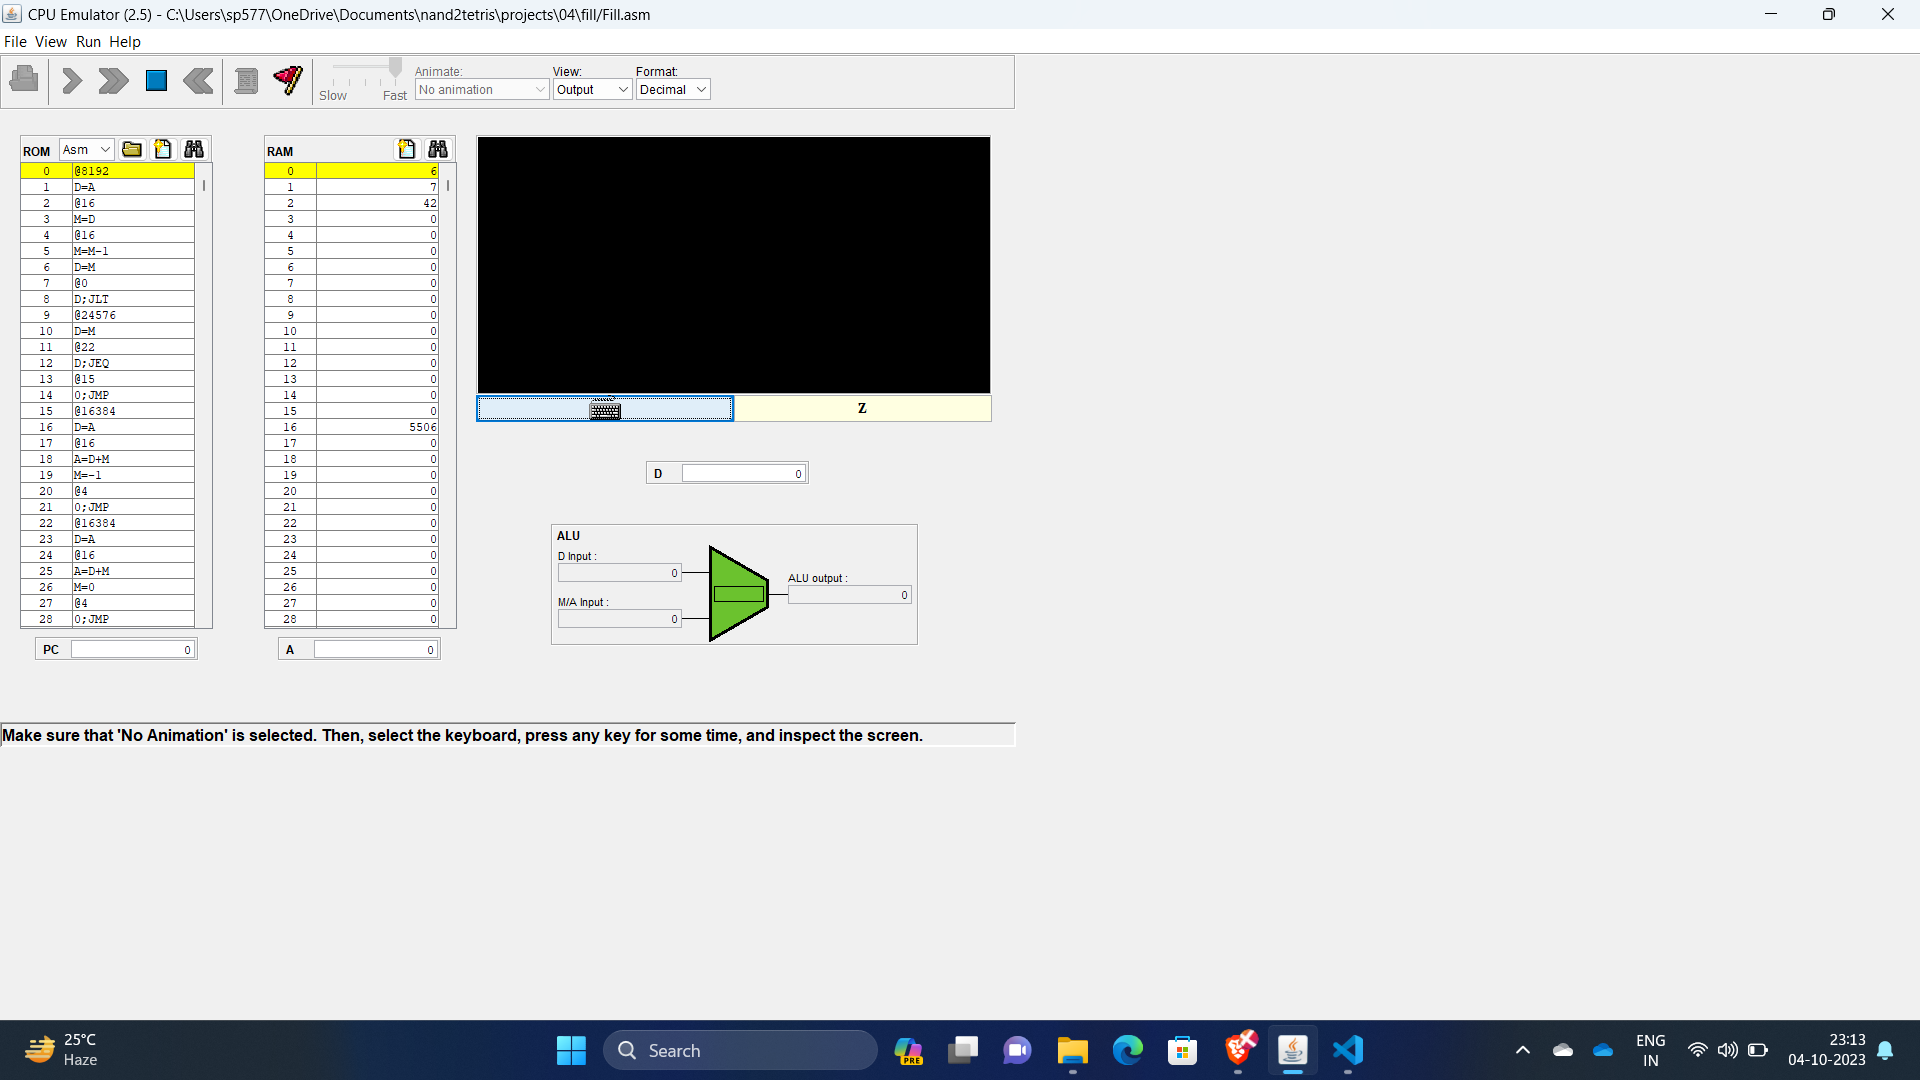 CPU Emulator (2.5) - C:\Users\sp577\OneDrive\Documents\nand2tetris\projects\04\fill/Fill.asm
File View Run Help
Slow Fast
Animate:
No animation
View:
Output
Format:
Decimal
ROM Asm
0 @8192
1 D=A
2 @16
3 M=D
4 @16
5 M=M-1
6 D=M
7 @0
8 D;JLT
9 @24576
10 D=M
11 @22
12 D;JEQ
13 @15
14 0;JMP
15 @16384
16 D=A
17 @16
18 A=D+M
19 M=-1
20 @4
21 0;JMP
22 @16384
23 D=A
24 @16
25 A=D+M
26 M=0
27 @4
28 0;JMP
PC 0
RAM
0 6
1 7
2 42
3 0
4 0
5 0
6 0
7 0
8 0
9 0
10 0
11 0
12 0
13 0
14 0
15 0
16 5506
17 0
18 0
19 0
20 0
21 0
22 0
23 0
24 0
25 0
26 0
27 0
28 0
A 0
Z
D 0
ALU
D Input :
0
M/A Input :
0
ALU output :
0
Make sure that 'No Animation' is selected. Then, select the keyboard, press any key for some time, and inspect the screen.
25°C
Haze
Search
PRE
ENG
IN
23:13
04-10-2023